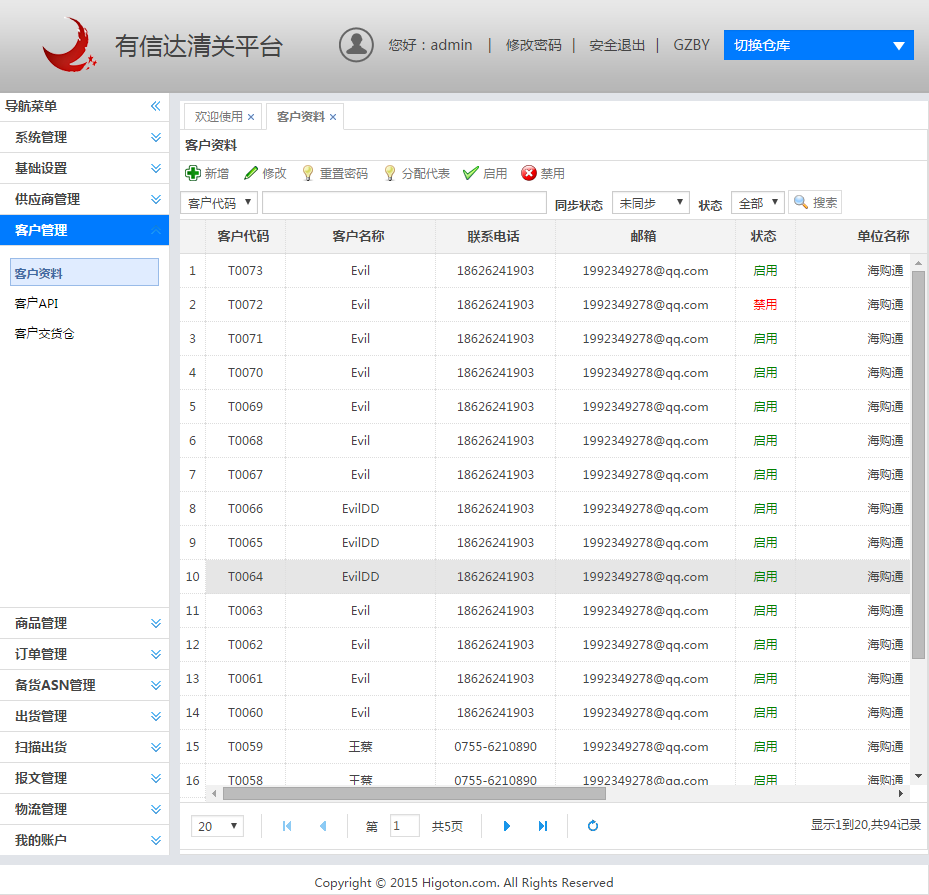 有信达清关平台
您好：admin | 修改密码 | 安全退出 | GZBY 切换仓库
导航菜单
系统管理
基础设置
供应商管理
客户管理
客户资料
客户API
客户交货仓
商品管理
订单管理
备货ASN管理
出货管理
扫描出货
报文管理
物流管理
我的账户
欢迎使用 × 客户资料 ×
客户资料
新增 修改 重置密码 分配代表 启用 禁用
客户代码 同步状态 未同步 状态 全部 搜索
客户代码 客户名称 联系电话 邮箱 状态 单位名称
1 T0073 Evil 18626241903 1992349278@qq.com 启用 海购通
2 T0072 Evil 18626241903 1992349278@qq.com 禁用 海购通
3 T0071 Evil 18626241903 1992349278@qq.com 启用 海购通
4 T0070 Evil 18626241903 1992349278@qq.com 启用 海购通
5 T0069 Evil 18626241903 1992349278@qq.com 启用 海购通
6 T0068 Evil 18626241903 1992349278@qq.com 启用 海购通
7 T0067 Evil 18626241903 1992349278@qq.com 启用 海购通
8 T0066 EvilDD 18626241903 1992349278@qq.com 启用 海购通
9 T0065 EvilDD 18626241903 1992349278@qq.com 启用 海购通
10 T0064 EvilDD 18626241903 1992349278@qq.com 启用 海购通
11 T0063 Evil 18626241903 1992349278@qq.com 启用 海购通
12 T0062 Evil 18626241903 1992349278@qq.com 启用 海购通
13 T0061 Evil 18626241903 1992349278@qq.com 启用 海购通
14 T0060 Evil 18626241903 1992349278@qq.com 启用 海购通
15 T0059 王蔡 0755-6210890 1992349278@qq.com 启用 海购通
16 T0058 王蔡 0755-6210890 1992349278@qq.com 启用 海购通
20 第 1 共5页 显示1到20,共94记录
Copyright © 2015 Higoton.com. All Rights Reserved